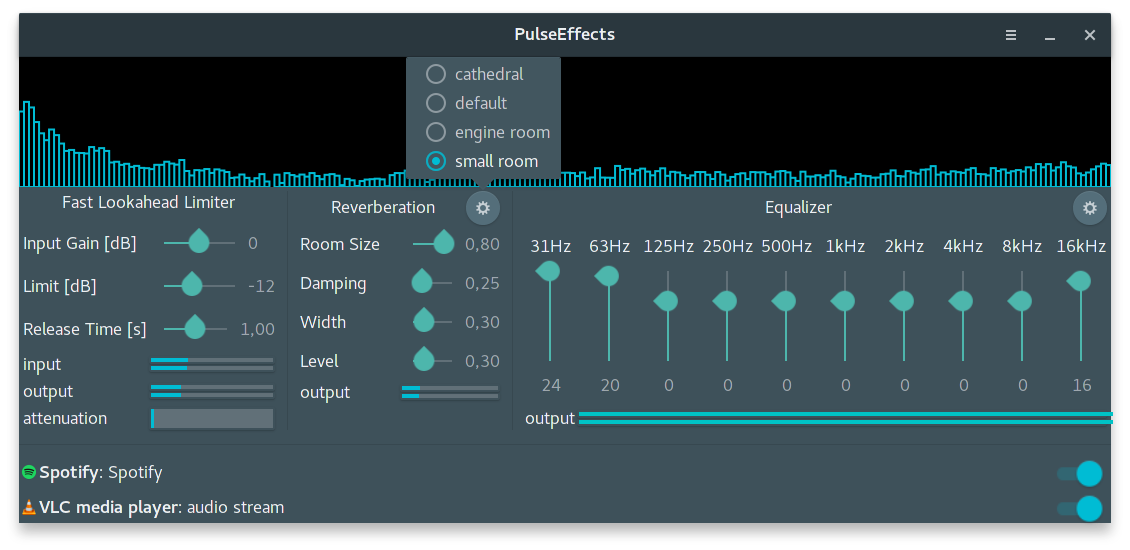 PulseEffects
cathedral
default
engine room
small room
Fast Lookahead Limiter
Input Gain [dB] 0
Limit [dB] -12
Release Time [s] 1,00
input
output
attenuation
Reverberation
Room Size 0,80
Damping 0,25
Width 0,30
Level 0,30
output
Equalizer
31Hz 63Hz 125Hz 250Hz 500Hz 1kHz 2kHz 4kHz 8kHz 16kHz
24 20 0 0 0 0 0 0 0 16
output
Spotify: Spotify
VLC media player: audio stream